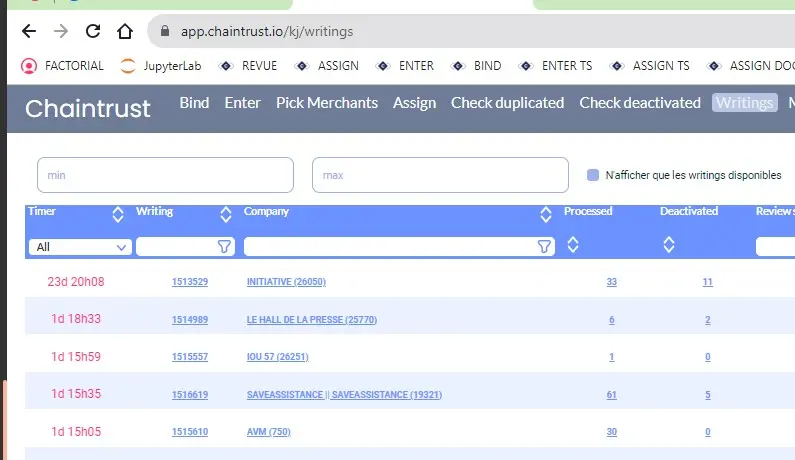 app.chaintrust.io/kj/writings
FACTORIAL JupyterLab REVUE ASSIGN ENTER BIND ENTER TS ASSIGN TS ASSIGN DOC
Chaintrust Bind Enter Pick Merchants Assign Check duplicated Check deactivated Writings
min max N'afficher que les writings disponibles
Timer Writing Company Processed Deactivated Review s
All
23d 20h08 1513529 INITIATIVE (26050) 33 11
1d 18h33 1514989 LE HALL DE LA PRESSE (25770) 6 2
1d 15h59 1515557 IOU 57 (26251) 1 0
1d 15h35 1516619 SAVEASSISTANCE || SAVEASSISTANCE (19321) 61 5
1d 15h05 1515610 AVM (750) 30 0